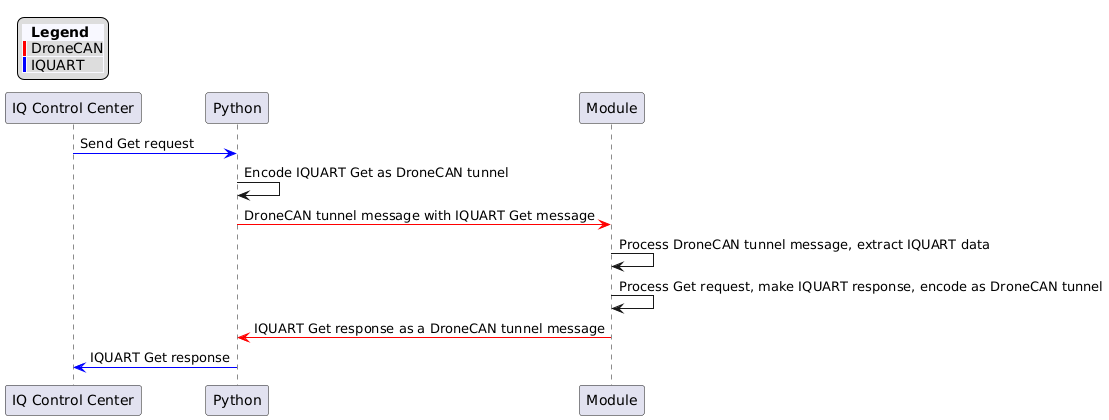 Legend
DroneCAN
IQUART
IQ Control Center
Python
Module
Send Get request
Encode IQUART Get as DroneCAN tunnel
DroneCAN tunnel message with IQUART Get message
Process DroneCAN tunnel message, extract IQUART data
Process Get request, make IQUART response, encode as DroneCAN tunnel
IQUART Get response as a DroneCAN tunnel message
IQUART Get response
IQ Control Center
Python
Module